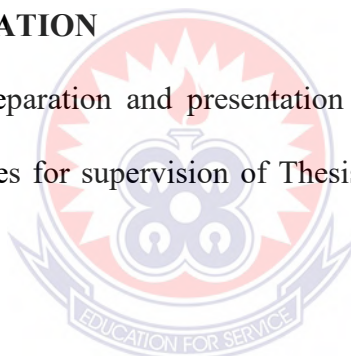 ATION
eparation and presentation
es for supervision of Thesis
EDUCATION FOR SERVICE